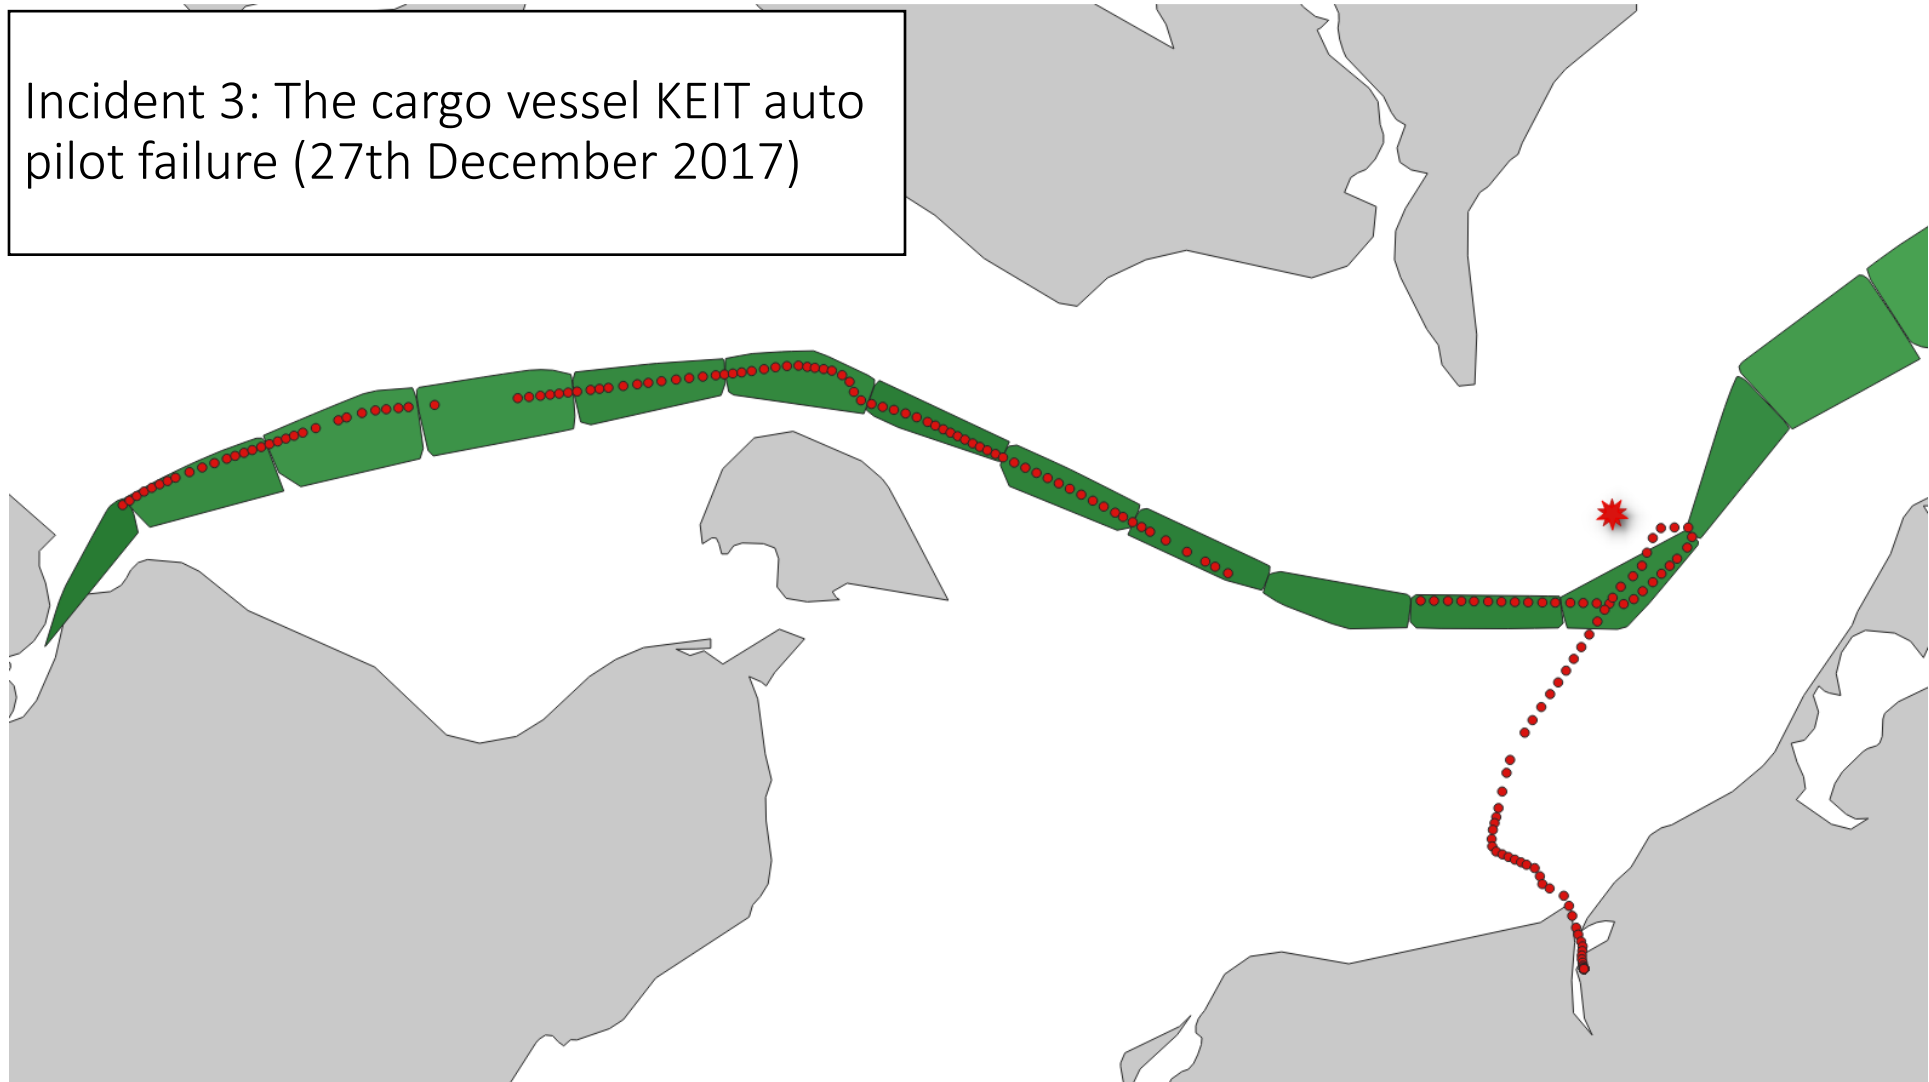 Incident 3: The cargo vessel KEIT auto
pilot failure (27th December 2017)